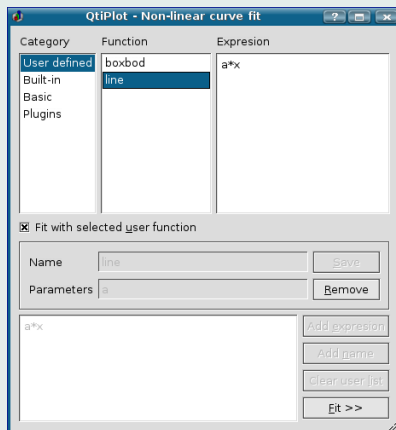 QtiPlot - Non-linear curve fit
Category Function Expresion
User defined boxbod a*x
Built-in line
Basic
Plugins
Fit with selected user function
Name line Save
Parameters a Remove
a*x Add expresion
Add name
Clear user list
Fit >>